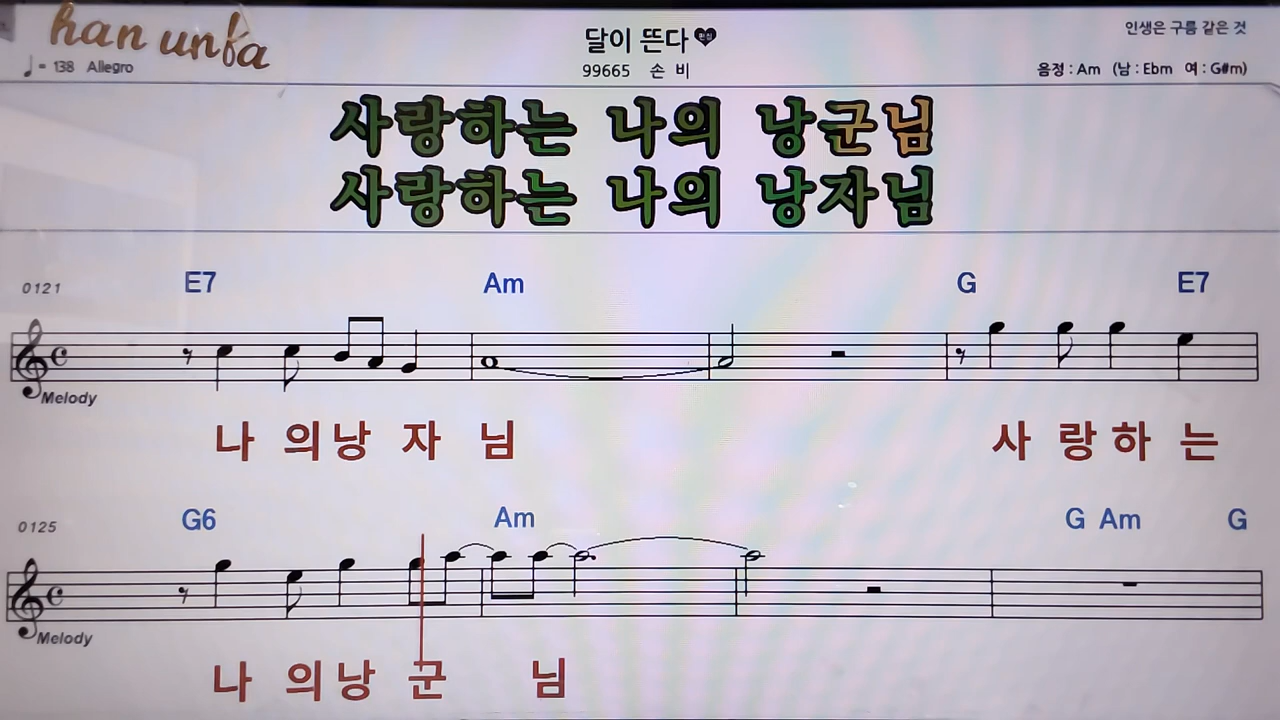 han unfa
달이 뜬다
인생은 구름 같은 것
♩= 138 Allegro
99665 손 비
음정 : Am (남 : Ebm 여 : G#m)
사랑하는 나의 낭군님
사랑하는 나의 낭자님
0121 E7 Am G E7
Melody
나 의낭 자 님 사 랑하 는
0125 G6 Am G Am G
Melody
나 의낭 군 님